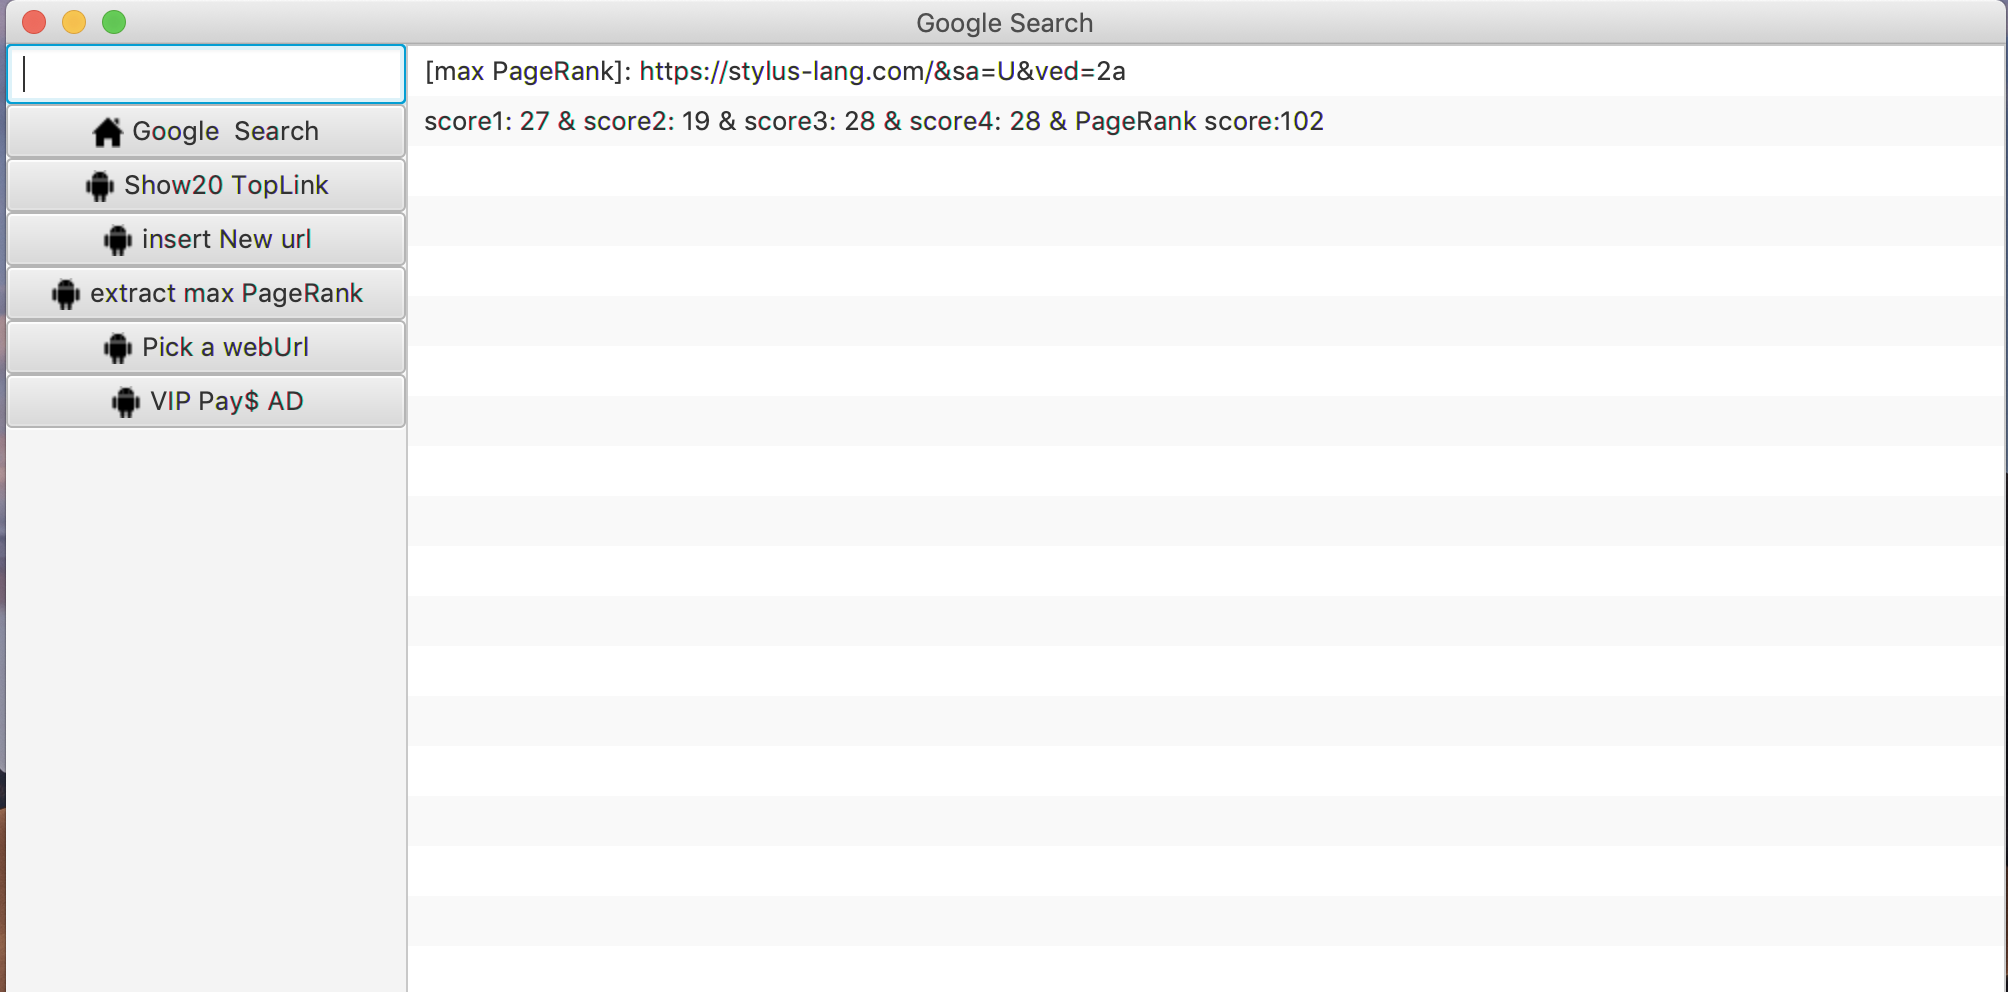 Google Search
Google  Search
Show20 TopLink
insert New url
extract max PageRank
Pick a webUrl
VIP Pay$ AD
[max PageRank]: https://stylus-lang.com/&sa=U&ved=2a
score1: 27 & score2: 19 & score3: 28 & score4: 28 & PageRank score:102